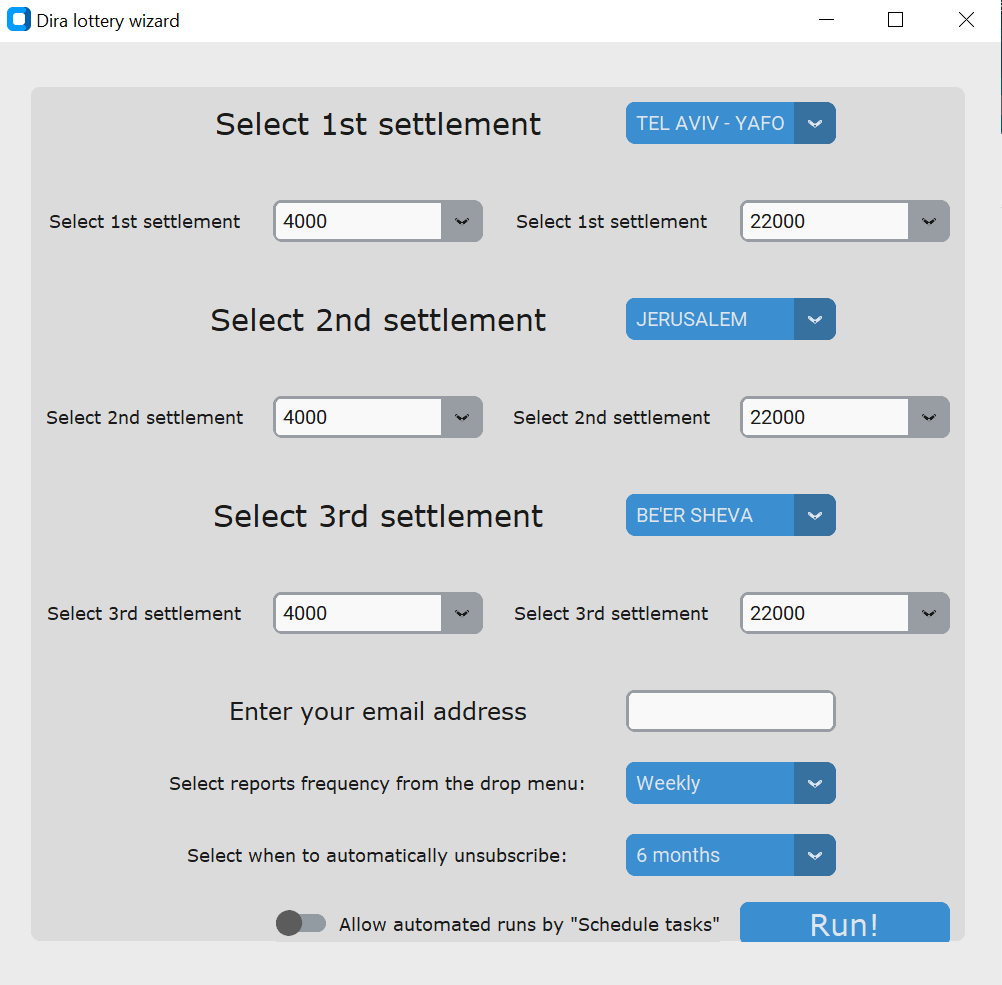 Dira lottery wizard
Select 1st settlement TEL AVIV - YAFO
Select 1st settlement 4000 Select 1st settlement 22000
Select 2nd settlement JERUSALEM
Select 2nd settlement 4000 Select 2nd settlement 22000
Select 3rd settlement BE'ER SHEVA
Select 3rd settlement 4000 Select 3rd settlement 22000
Enter your email address
Select reports frequency from the drop menu: Weekly
Select when to automatically unsubscribe: 6 months
Allow automated runs by "Schedule tasks" Run!